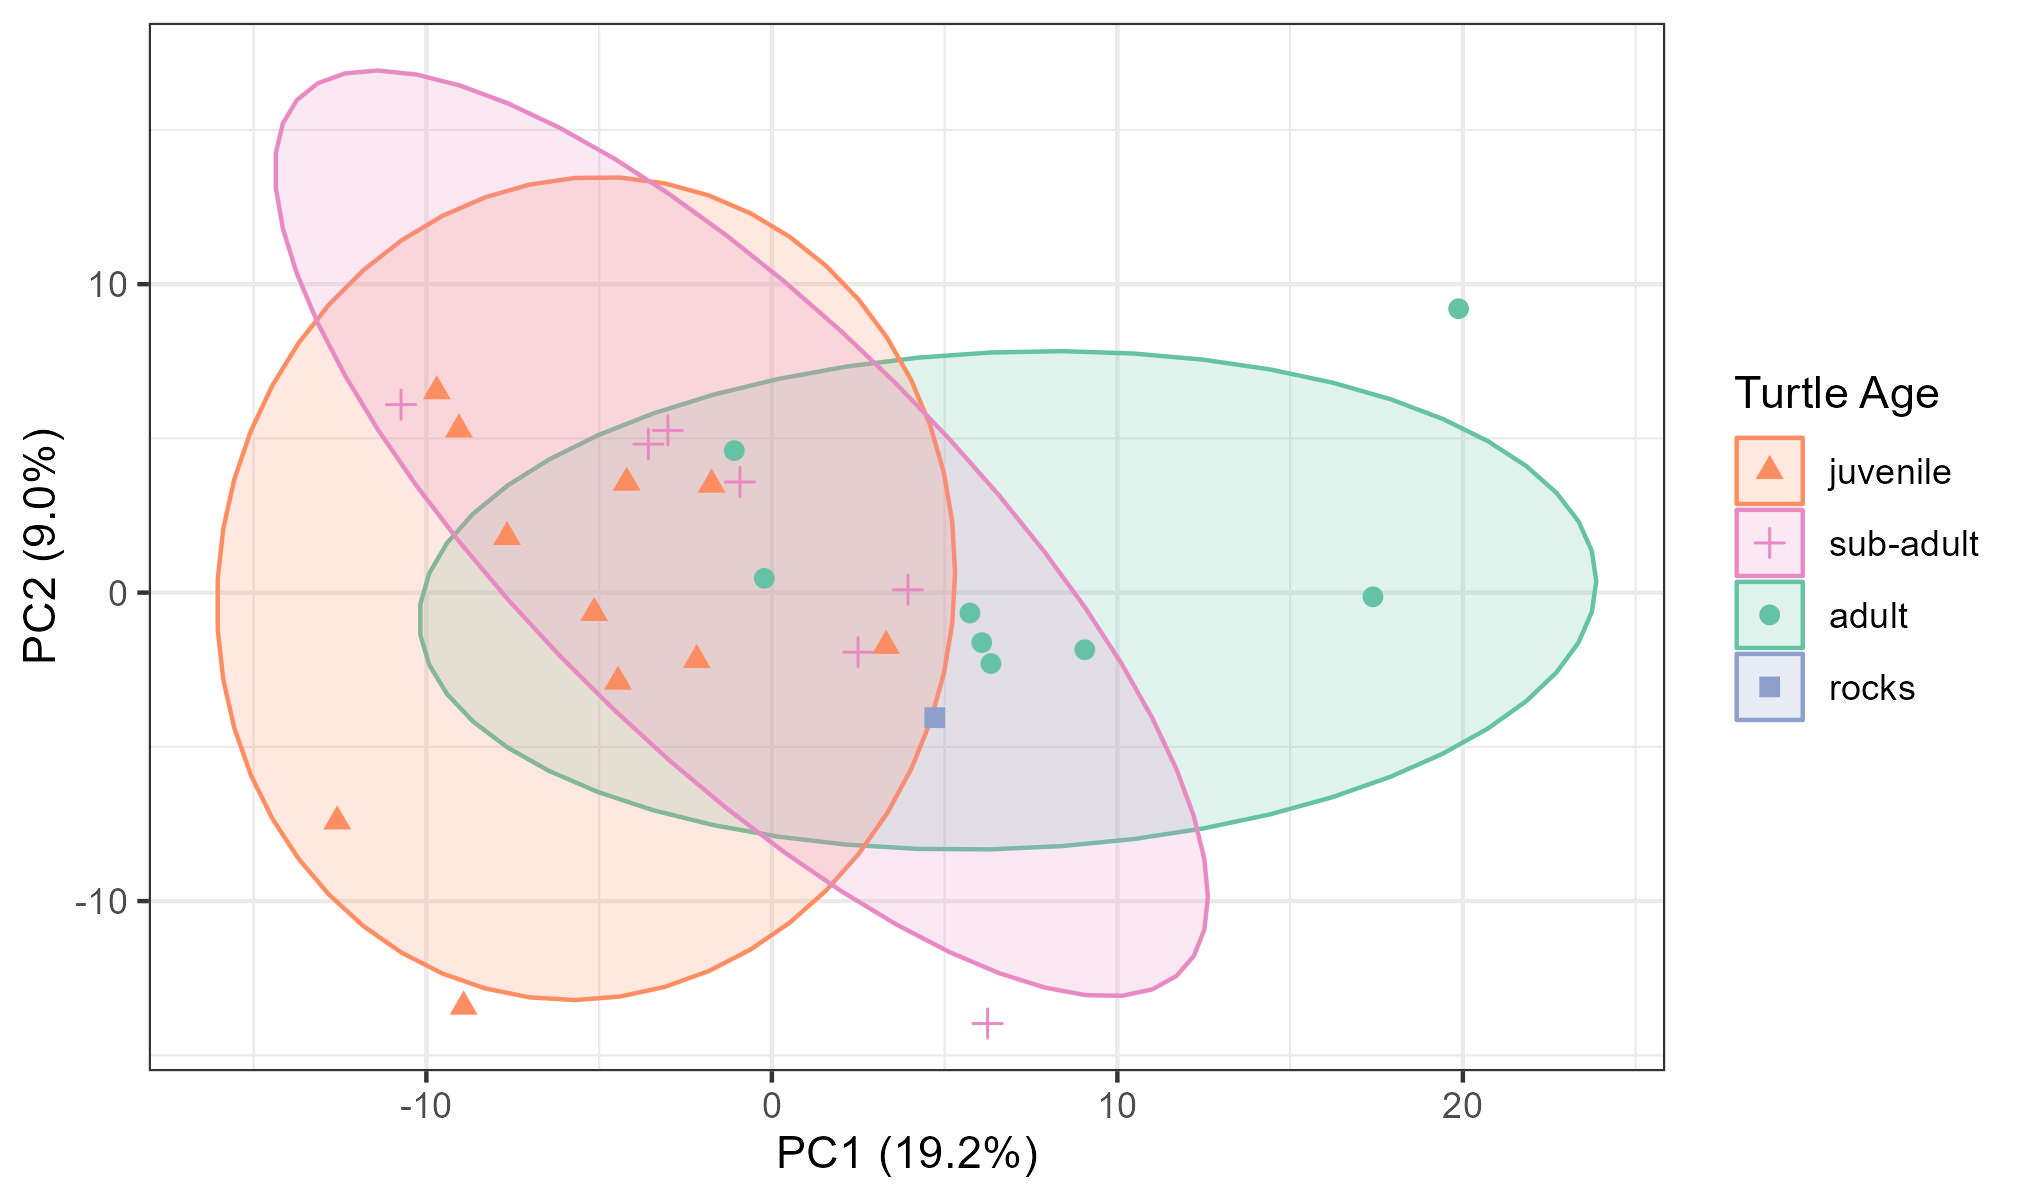 10
0
-10
PC2 (9.0%)
-10
0
10
20
PC1 (19.2%)
Turtle Age
juvenile
sub-adult
adult
rocks